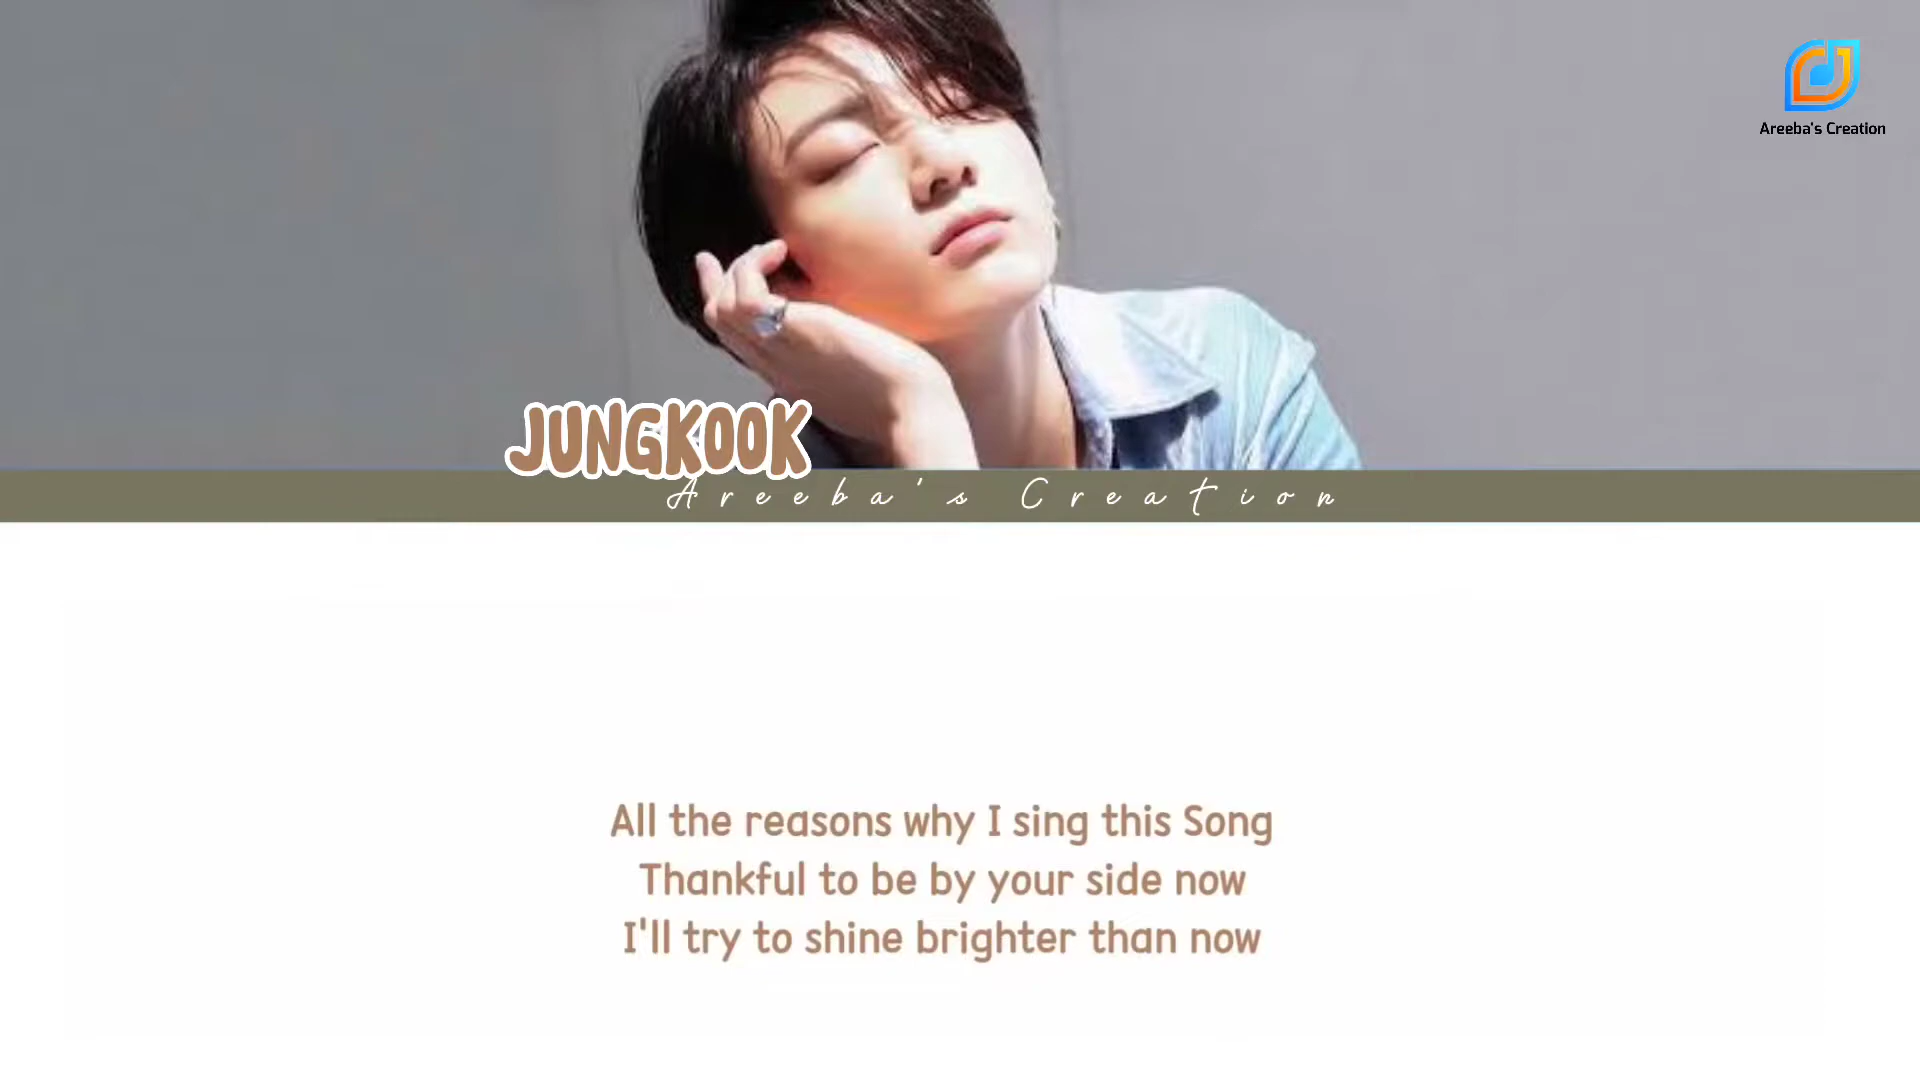 Areeba's Creation
JUNGKOOK
Areeba's Creation
All the reasons why I sing this Song
Thankful to be by your side now
I'll try to shine brighter than now